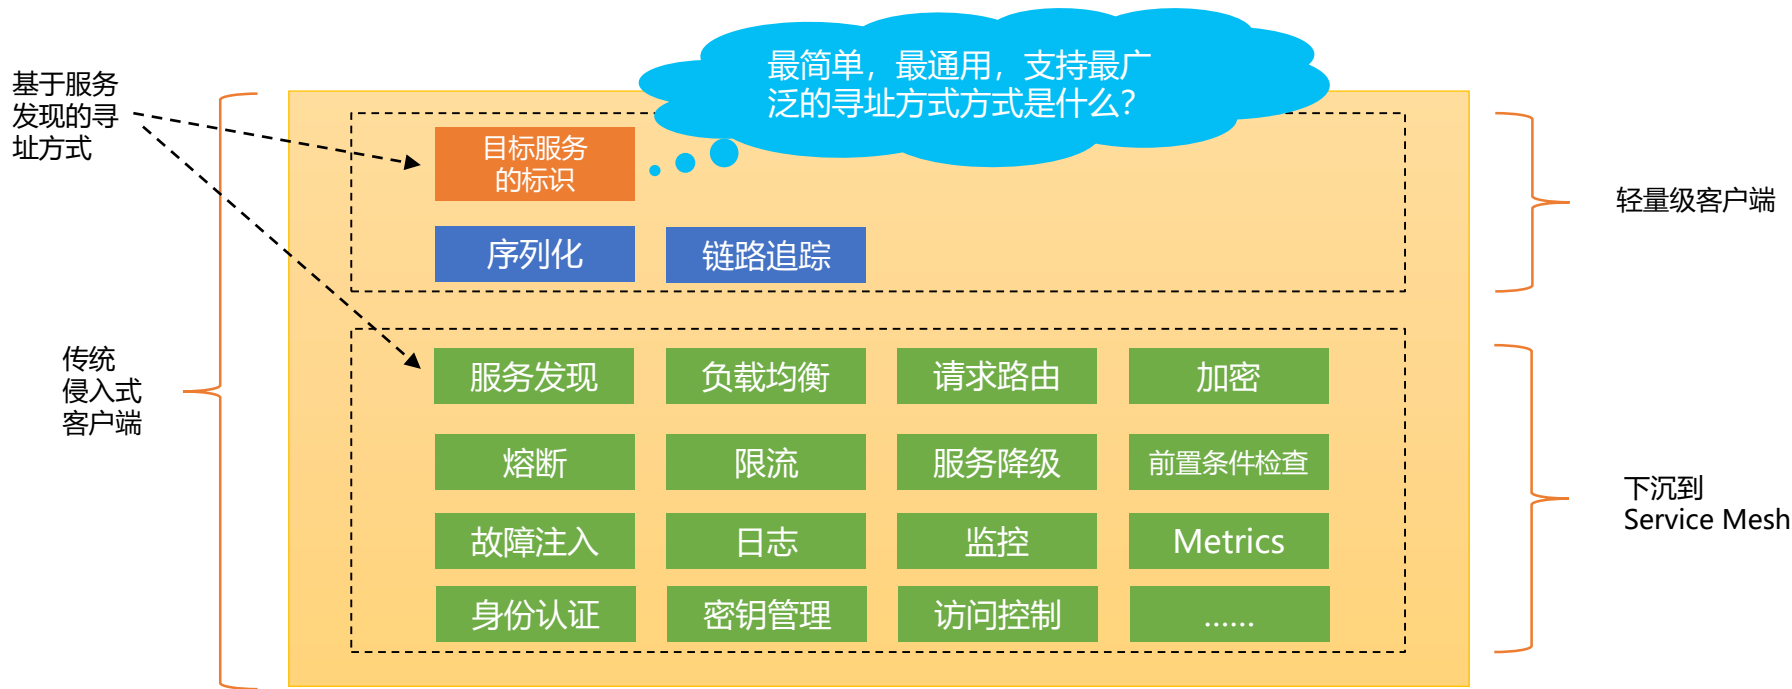 最简单，最通用，支持最广
泛的寻址方式方式是什么？
基于服务
发现的寻
址方式
目标服务
的标识
轻量级客户端
序列化
链路追踪
传统
侵入式
客户端
服务发现
负载均衡
请求路由
加密
熔断
限流
服务降级
前置条件检查
下沉到
Service Mesh
故障注入
日志
监控
Metrics
身份认证
密钥管理
访问控制
......